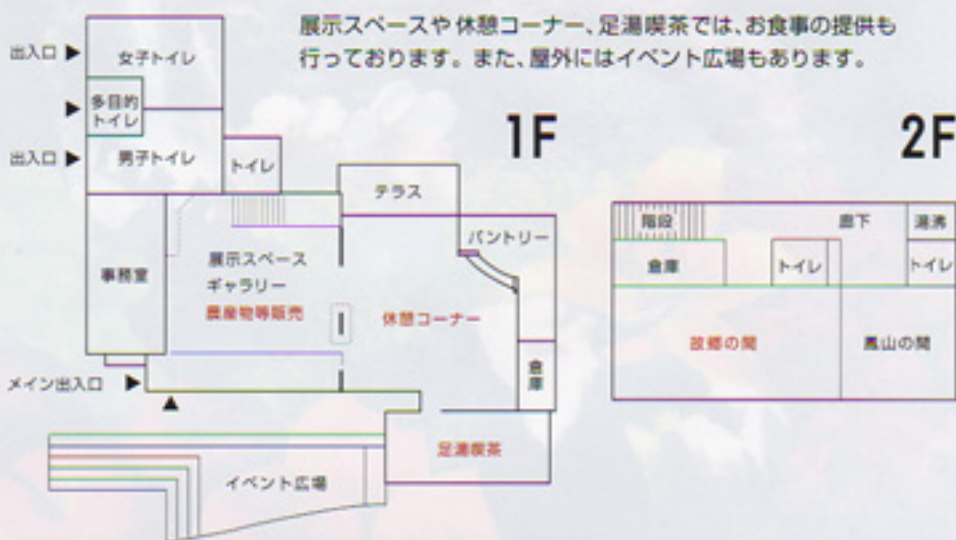 展示スペースや休憩コーナー、足湯喫茶では、お食事の提供も
行っております。また、屋外にはイベント広場もあります。
1F
出入口
女子トイレ
多目的
トイレ
出入口
男子トイレ
トイレ
テラス
パントリー
事務室
展示スペース
ギャラリー
農産物等販売
休憩コーナー
倉庫
メイン出入口
足湯喫茶
イベント広場
2F
階段
廊下
湯沸
倉庫
トイレ
トイレ
故郷の間
鳳山の間